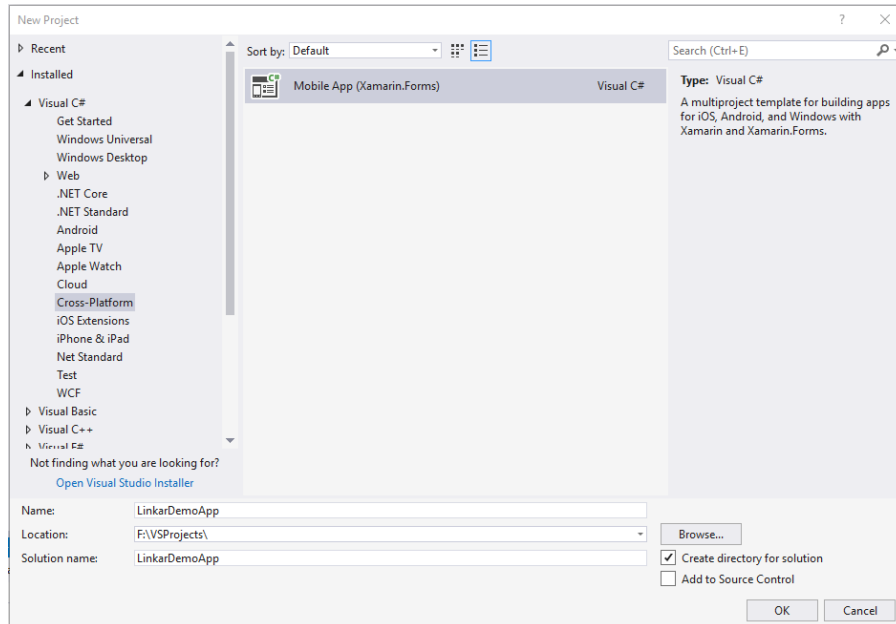 New Project
Recent
Installed
Visual C#
Get Started
Windows Universal
Windows Desktop
Web
.NET Core
.NET Standard
Android
Apple TV
Apple Watch
Cloud
Cross-Platform
iOS Extensions
iPhone & iPad
Net Standard
Test
WCF
Visual Basic
Visual C++
Visual F#
Not finding what you are looking for?
Open Visual Studio Installer
Sort by: Default
Mobile App (Xamarin.Forms) Visual C#
Search (Ctrl+E)
Type: Visual C#
A multiproject template for building apps
for iOS, Android, and Windows with
Xamarin and Xamarin.Forms.
Name: LinkarDemoApp
Location: F:\VSProjects\
Browse...
Solution name: LinkarDemoApp
Create directory for solution
Add to Source Control
OK Cancel